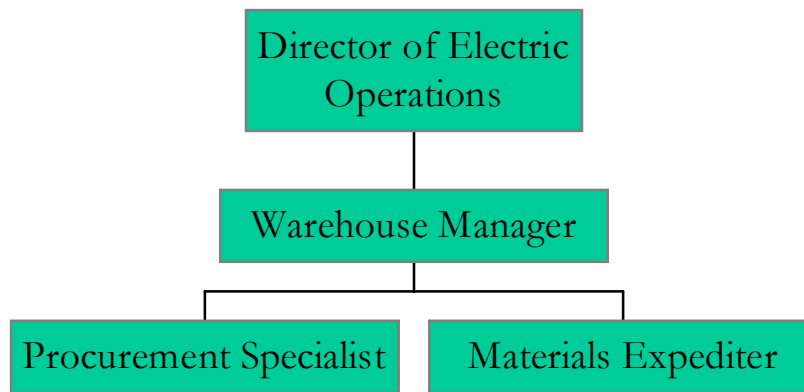 Director of Electric
Operations
Warehouse Manager
Procurement Specialist
Materials Expediter